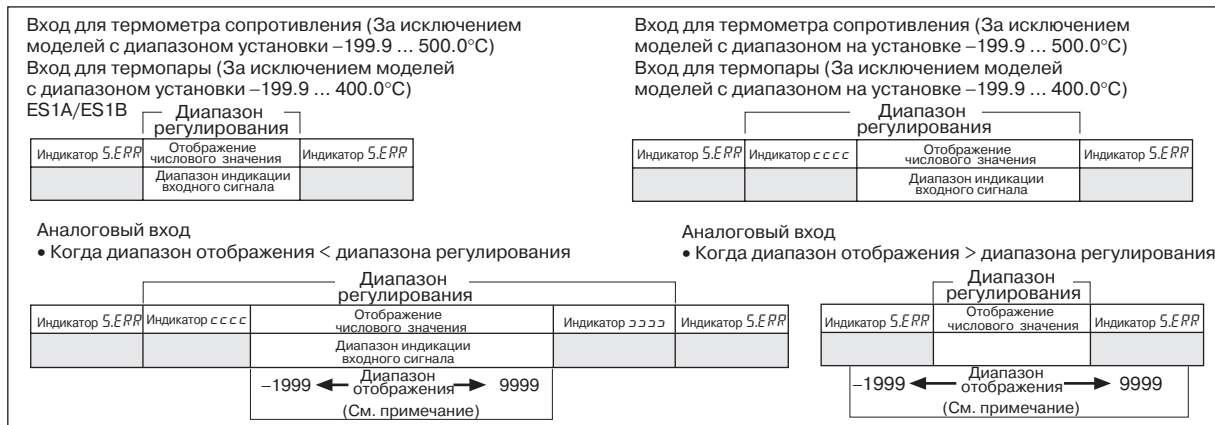 Вход для термометра сопротивления (За исключением
моделей с диапазоном установки –199.9 ... 500.0°C)
Вход для термопары (За исключением моделей
с диапазоном установки –199.9 ... 400.0°C)
ES1A/ES1B
Диапазон
регулирования
Индикатор S.ERR
Отображение
числового значения
Индикатор S.ERR
Диапазон индикации
входного сигнала
Вход для термометра сопротивления (За исключением
моделей с диапазоном на установке –199.9 ... 500.0°C)
Вход для термопары (За исключением моделей
моделей с диапазоном на установке –199.9 ... 400.0°C)
Диапазон
регулирования
Индикатор S.ERR
Индикатор cccc
Отображение
числового значения
Индикатор S.ERR
Диапазон индикации
входного сигнала
Аналоговый вход
• Когда диапазон отображения < диапазона регулирования
Диапазон
регулирования
Индикатор S.ERR
Индикатор cccc
Отображение
числового значения
Индикатор ɔɔɔɔ
Индикатор S.ERR
Диапазон индикации
входного сигнала
–1999 ◄— Диапазон отображения —► 9999
(См. примечание)
Аналоговый вход
• Когда диапазон отображения > диапазона регулирования
Диапазон
регулирования
Индикатор S.ERR
Отображение
числового значения
Индикатор S.ERR
–1999 ◄— Диапазон отображения —► 9999
(См. примечание)